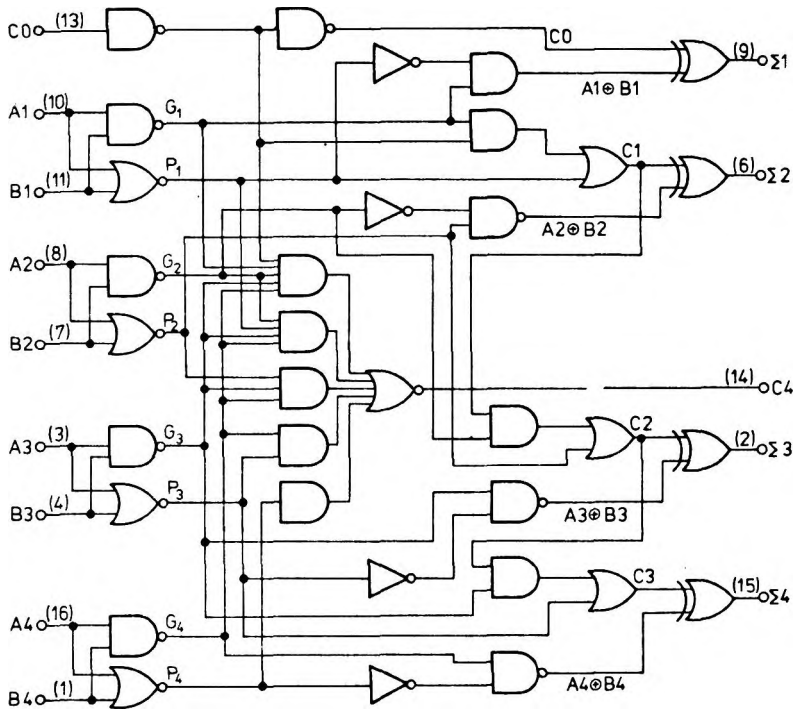 C0 (13) C0 (9) Σ1
A1⊕B1
A1 (10) G1
C1 (6) Σ2
B1 (11) P1
A2⊕B2
A2 (8) G2
B2 (7) P2
(14) C4
A3 (3) G3 C2 (2) Σ3
B3 (4) P3 A3⊕B3
C3 (15) Σ4
A4 (16) G4
B4 (1) P4 A4⊕B4